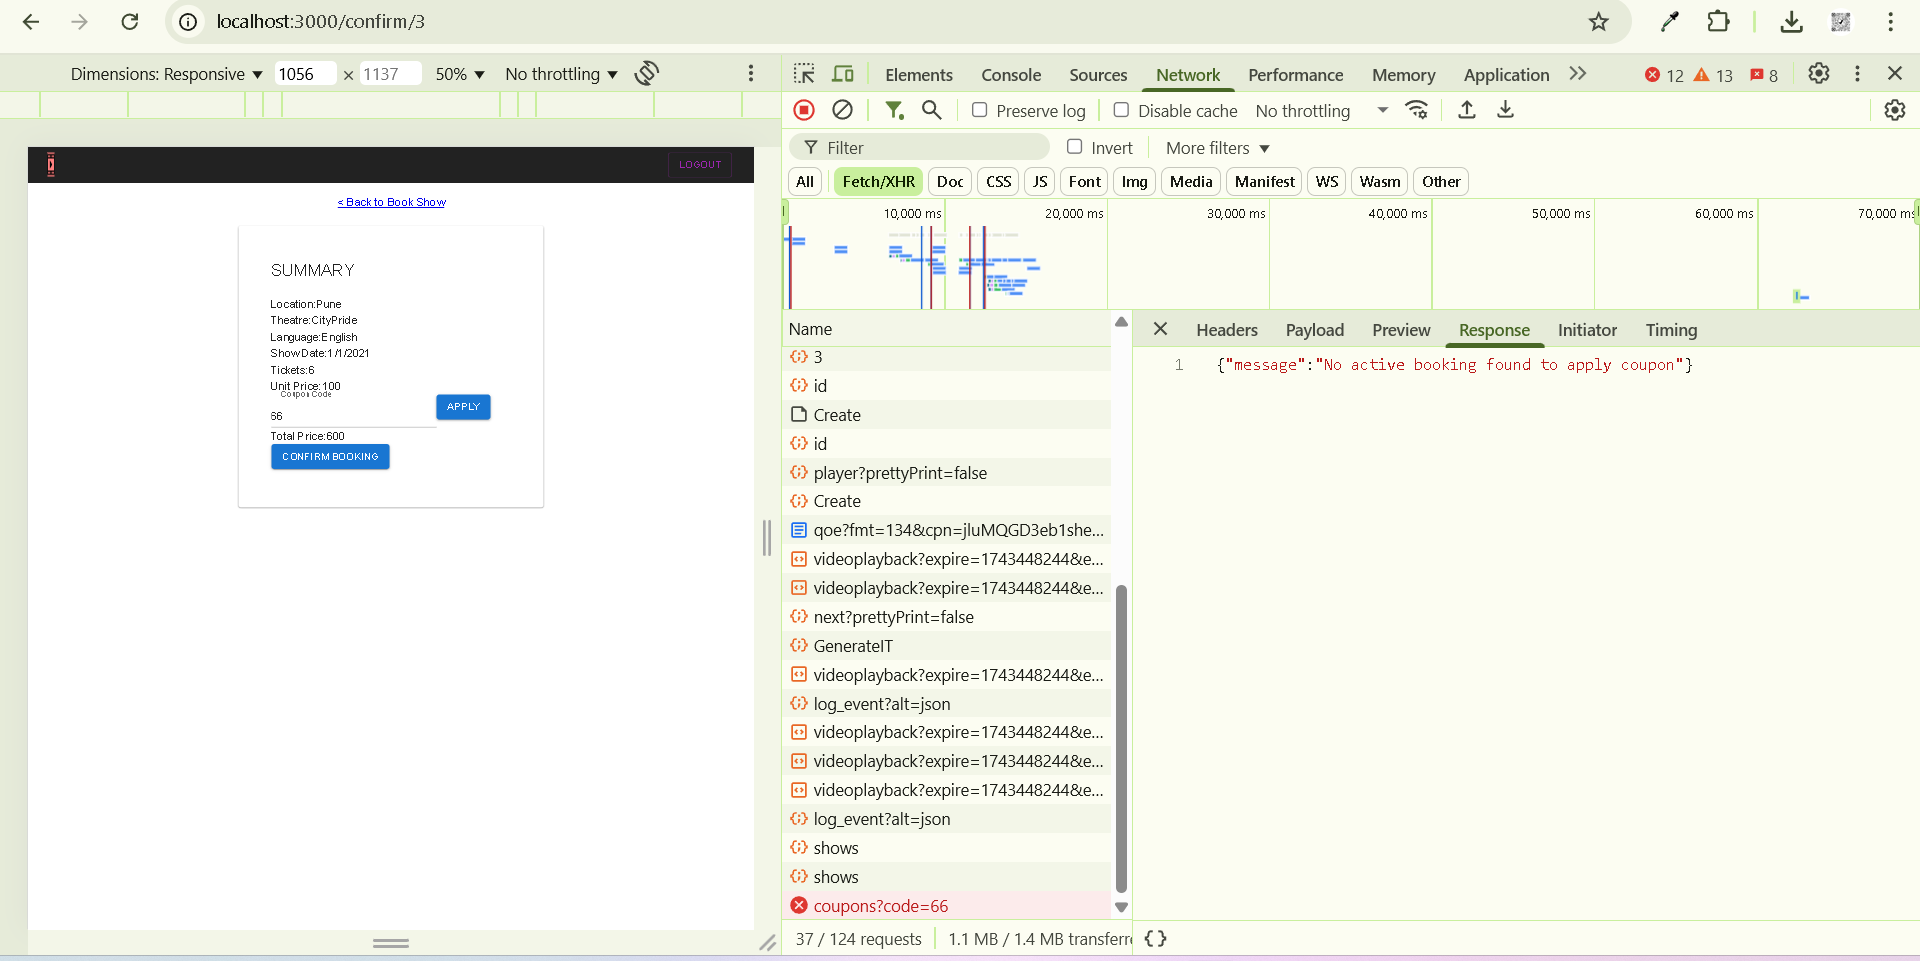 localhost:3000/confirm/3
Dimensions: Responsive 1056 × 1137 50% No throttling
Elements Console Sources Network Performance Memory Application 12 13 8
Preserve log Disable cache No throttling
Filter Invert More filters
All Fetch/XHR Doc CSS JS Font Img Media Manifest WS Wasm Other
10,000 ms 20,000 ms 30,000 ms 40,000 ms 50,000 ms 60,000 ms 70,000 ms
LOGOUT
< Back to Book Show
SUMMARY
Location:Pune
Theatre:CityPride
Language:English
Show Date:1/1/2021
Tickets:6
Unit Price:100
Coupon Code
66
APPLY
Total Price:600
CONFIRM BOOKING
Name
3
id
Create
id
player?prettyPrint=false
Create
qoe?fmt=134&cpn=jluMQGD3eb1she...
videoplayback?expire=1743448244&e...
videoplayback?expire=1743448244&e...
next?prettyPrint=false
GenerateIT
videoplayback?expire=1743448244&e...
log_event?alt=json
videoplayback?expire=1743448244&e...
videoplayback?expire=1743448244&e...
videoplayback?expire=1743448244&e...
log_event?alt=json
shows
shows
coupons?code=66
37 / 124 requests 1.1 MB / 1.4 MB transferre
Headers Payload Preview Response Initiator Timing
1 {"message":"No active booking found to apply coupon"}